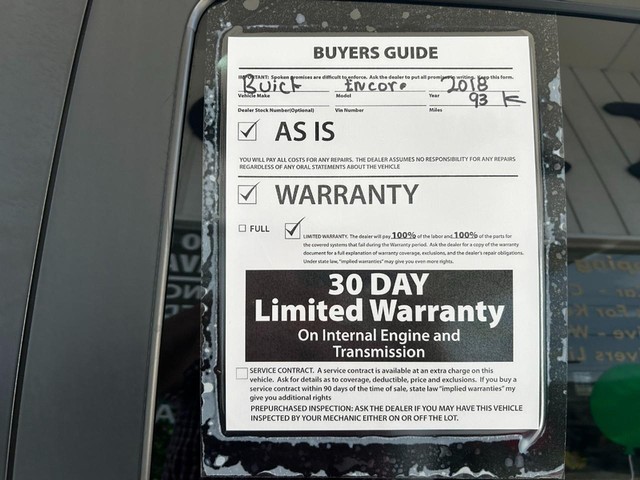 BUYERS GUIDE
IMPORTANT: Spoken promises are difficult to enforce. Ask the dealer to put all promises in writing. Keep this form.
Buick Encore 2018
Vehicle Make Model Year 93 K
Dealer Stock Number(Optional) Vin Number Miles
☑ AS IS
YOU WILL PAY ALL COSTS FOR ANY REPAIRS. THE DEALER ASSUMES NO RESPONSIBILITY FOR ANY REPAIRS
REGARDLESS OF ANY ORAL STATEMENTS ABOUT THE VEHICLE
☑ WARRANTY
☐ FULL ☑ LIMITED WARRANTY. The dealer will pay 100% of the labor and 100% of the parts for
the covered systems that fail during the Warranty period. Ask the dealer for a copy of the warranty
document for a full explanation of warranty coverage, exclusions, and the dealer's repair obligations.
Under state law, "implied warranties" may give you even more rights.
30 DAY
Limited Warranty
On Internal Engine and
Transmission
☐ SERVICE CONTRACT. A service contract is available at an extra charge on this
vehicle. Ask for details as to coverage, deductible, price and exclusions. If you buy a
service contract within 90 days of the time of sale, state law "implied warranties" my
give you additional rights
PREPURCHASED INSPECTION: ASK THE DEALER IF YOU MAY HAVE THIS VEHICLE
INSPECTED BY YOUR MECHANIC EITHER ON OR OFF THE LOT.